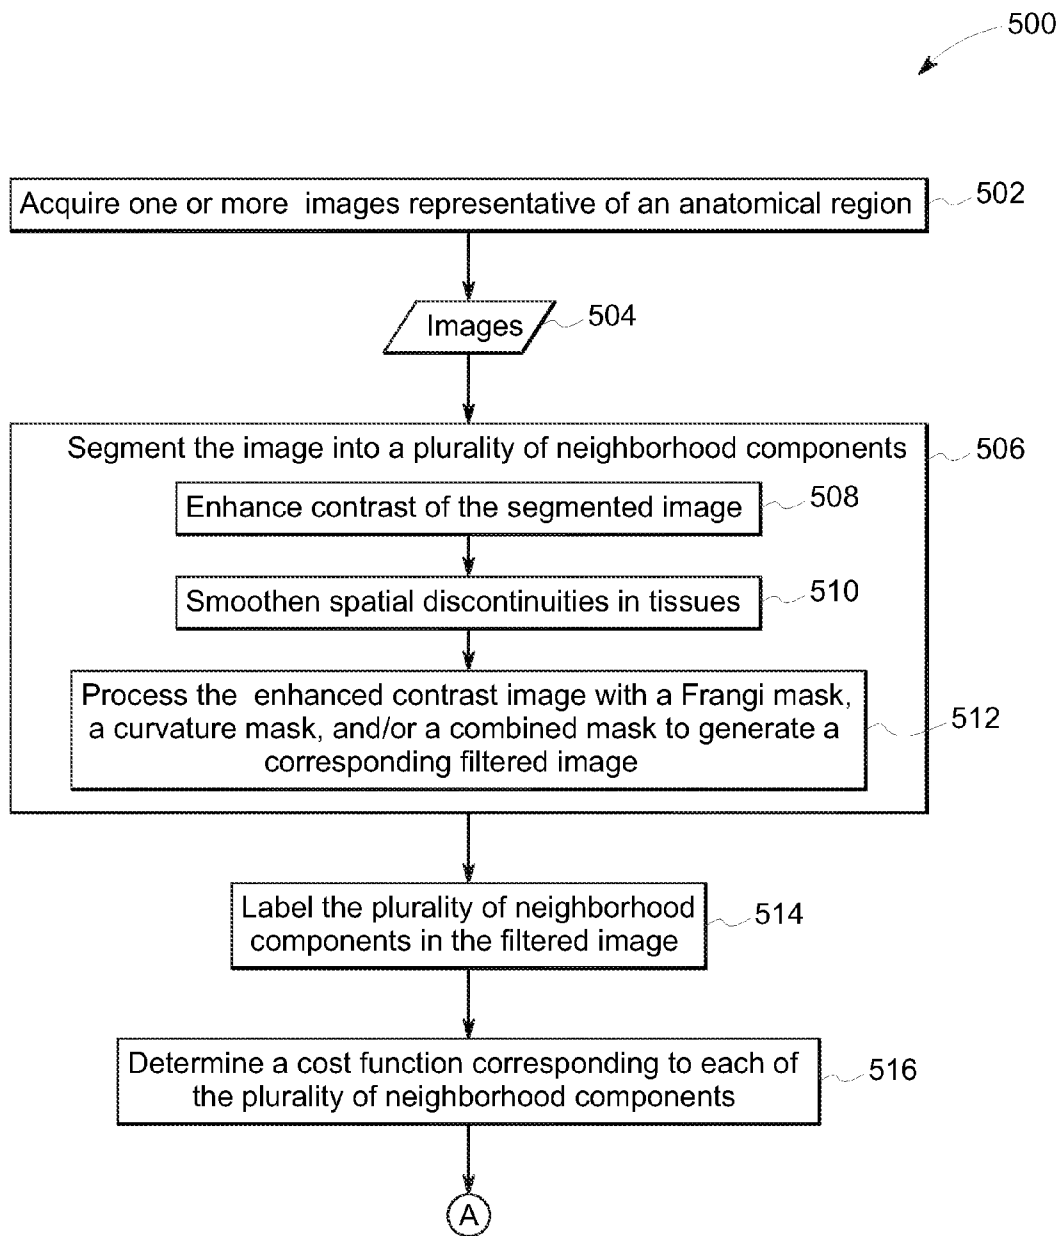 500
Acquire one or more images representative of an anatomical region
502
Images
504
Segment the image into a plurality of neighborhood components
506
Enhance contrast of the segmented image
508
Smoothen spatial discontinuities in tissues
510
Process the enhanced contrast image with a Frangi mask,
a curvature mask, and/or a combined mask to generate a
corresponding filtered image
512
Label the plurality of neighborhood
components in the filtered image
514
Determine a cost function corresponding to each of
the plurality of neighborhood components
516
A